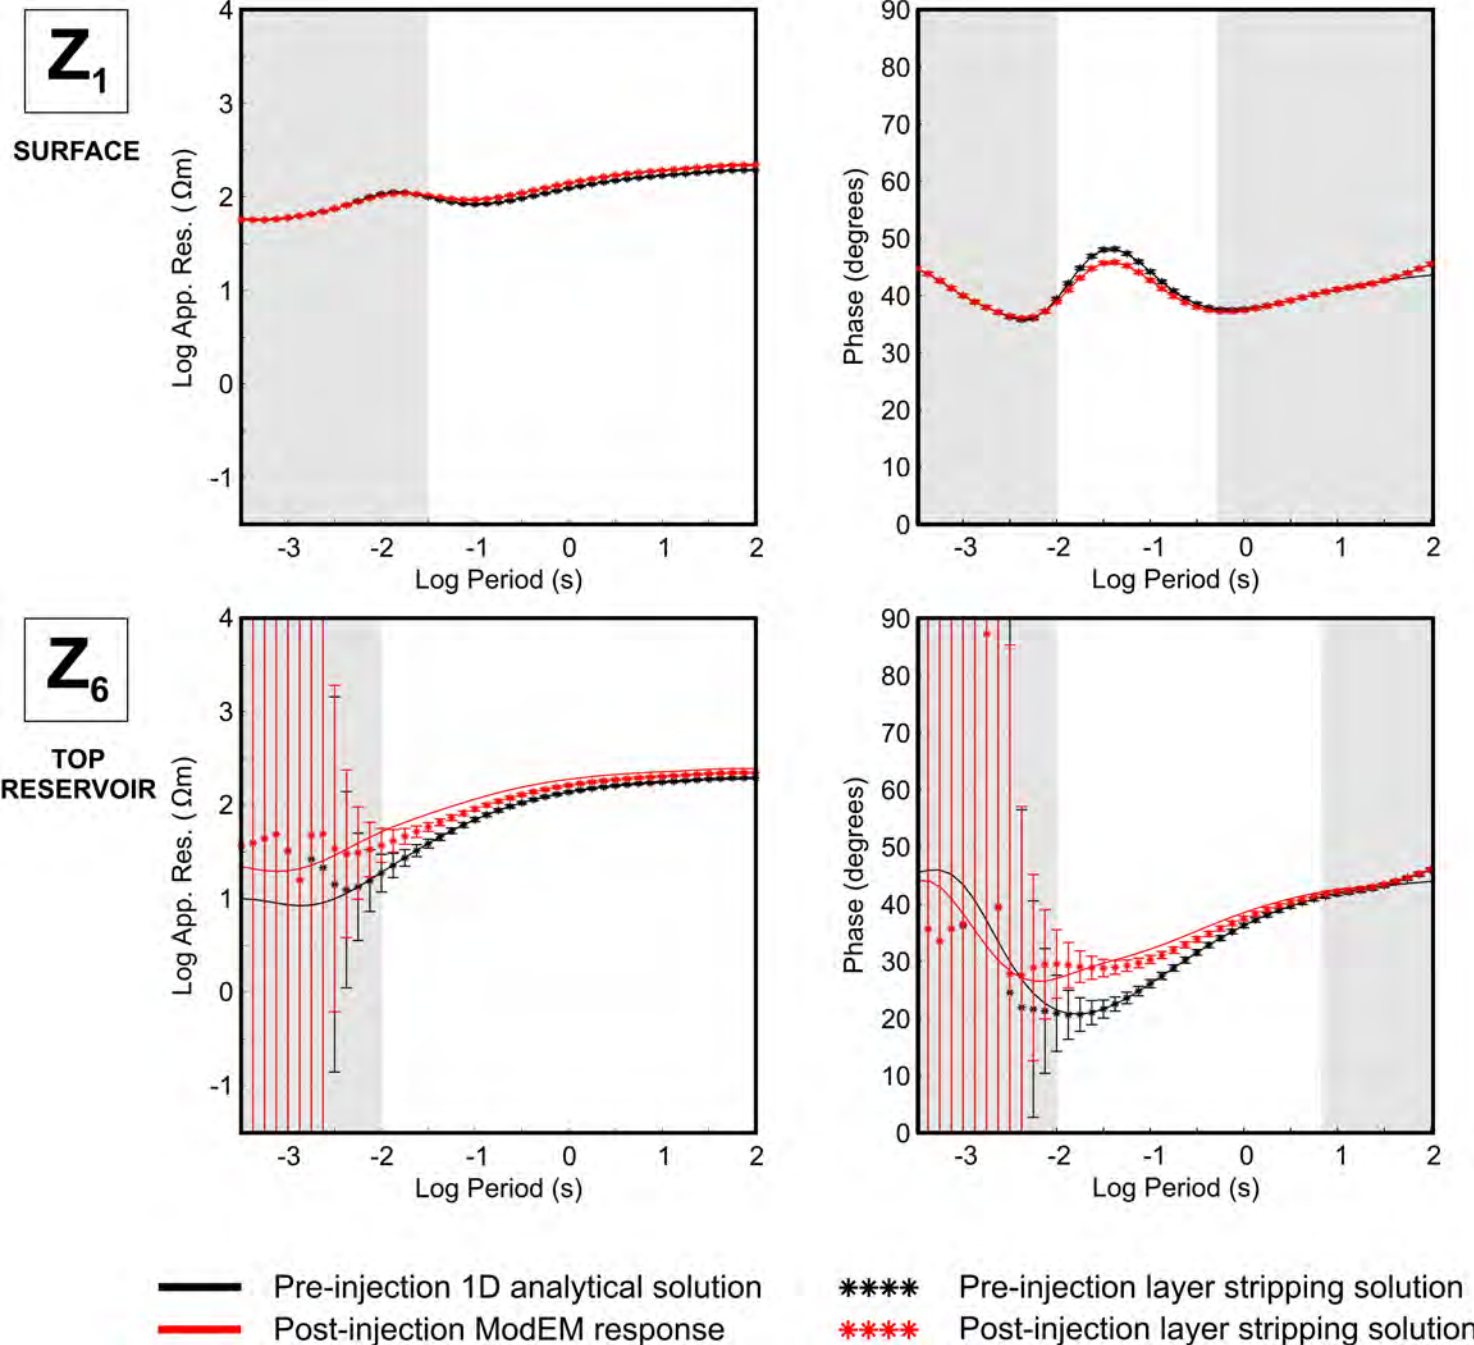 Z1
SURFACE
4
3
2
1
0
-1
Log App. Res. ( Ωm)
-3 -2 -1 0 1 2
Log Period (s)
90
80
70
60
50
40
30
20
10
0
Phase (degrees)
-3 -2 -1 0 1 2
Log Period (s)
Z6
TOP
RESERVOIR
4
3
2
1
0
-1
Log App. Res. ( Ωm)
-3 -2 -1 0 1 2
Log Period (s)
90
80
70
60
50
40
30
20
10
0
Phase (degrees)
-3 -2 -1 0 1 2
Log Period (s)
Pre-injection 1D analytical solution
Post-injection ModEM response
Pre-injection layer stripping solution
Post-injection layer stripping solution